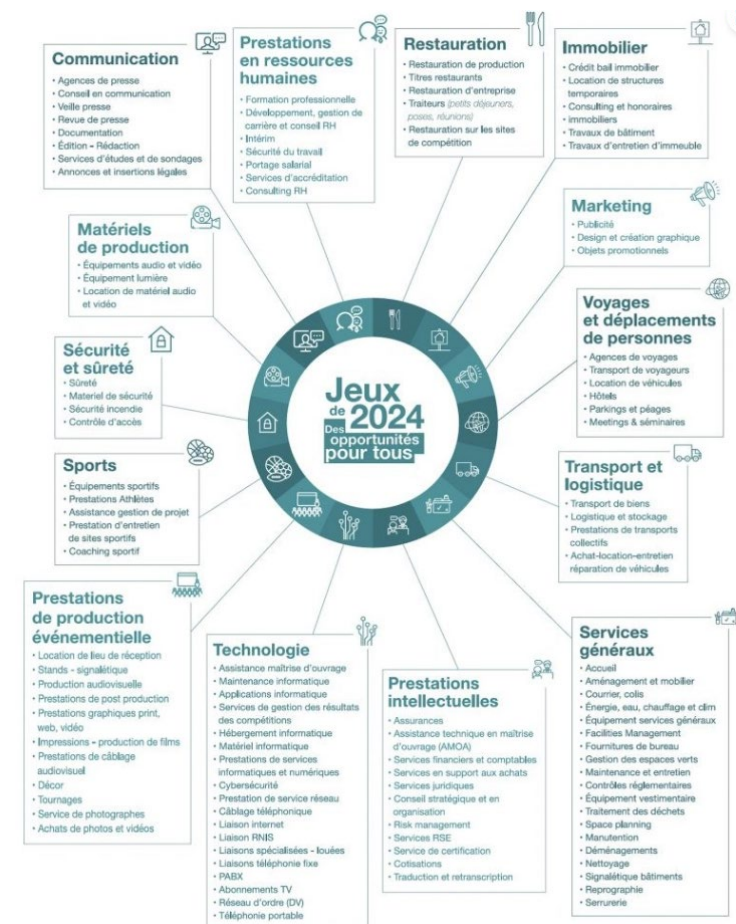 Communication
• Agences de presse
• Conseil en communication
• Veille presse
• Revue de presse
• Documentation
• Édition - Rédaction
• Services d'études et de sondages
• Annonces et insertions légales
Prestations
en ressources
humaines
• Formation professionnelle
• Développement, gestion de
carrière et conseil RH
• Intérim
• Sécurité du travail
• Portage salarial
• Services d'accréditation
• Consulting RH
Restauration
• Restauration de production
• Titres restaurants
• Restauration d'entreprise
• Traiteurs (petits déjeuners,
poses, réunions)
• Restauration sur les sites
de compétition
Immobilier
• Crédit bail immobilier
• Location de structures
temporaires
• Consulting et honoraires
• immobiliers
• Travaux de bâtiment
• Travaux d'entretien d'immeuble
Matériels
de production
• Équipements audio et vidéo
• Équipement lumière
• Location de matériel audio
et vidéo
Marketing
• Publicité
• Design et création graphique
• Objets promotionnels
Sécurité
et sûreté
• Sûreté
• Materiel de sécurité
• Sécurité incendie
• Contrôle d'accès
Jeux
de 2024
Des
opportunités
pour tous
Voyages
et déplacements
de personnes
• Agences de voyages
• Transport de voyageurs
• Location de véhicules
• Hôtels
• Parkings et péages
• Meetings & séminaires
Sports
• Équipements sportifs
• Prestations Athlètes
• Assistance gestion de projet
• Prestation d'entretien
de sites sportifs
• Coaching sportif
Transport et
logistique
• Transport de biens
• Logistique et stockage
• Prestations de transports
collectifs
• Achat-location-entretien
réparation de véhicules
Prestations
de production
événementielle
• Location de lieu de réception
• Stands - signalétique
• Production audiovisuelle
• Prestations de post production
• Prestations graphiques print,
web, vidéo
• Impressions - production de films
• Prestations de câblage
audiovisuel
• Décor
• Tournages
• Service de photographes
• Achats de photos et vidéos
Technologie
• Assistance maîtrise d'ouvrage
• Maintenance informatique
• Applications informatique
• Services de gestion des résultats
des compétitions
• Hébergement informatique
• Matériel informatique
• Prestations de services
informatiques et numériques
• Cybersécurité
• Prestation de service réseau
• Câblage téléphonique
• Liaison internet
• Liaison RNIS
• Liaisons spécialisées - louées
• Liaisons téléphonie fixe
• PABX
• Abonnements TV
• Réseau d'ordre (DV)
• Téléphonie portable
Prestations
intellectuelles
• Assurances
• Assistance technique en maîtrise
d'ouvrage (AMOA)
• Services financiers et comptables
• Services en support aux achats
• Services juridiques
• Conseil stratégique et en
organisation
• Risk management
• Services RSE
• Service de certification
• Cotisations
• Traduction et retranscription
Services
généraux
• Accueil
• Aménagement et mobilier
• Courrier, colis
• Énergie, eau, chauffage et clim
• Équipement services généraux
• Facilities Management
• Fournitures de bureau
• Gestion des espaces verts
• Maintenance et entretien
• Contrôles réglementaires
• Équipement vestimentaire
• Traitement des déchets
• Space planning
• Manutention
• Déménagements
• Nettoyage
• Signalétique bâtiments
• Reprographie
• Serrurerie